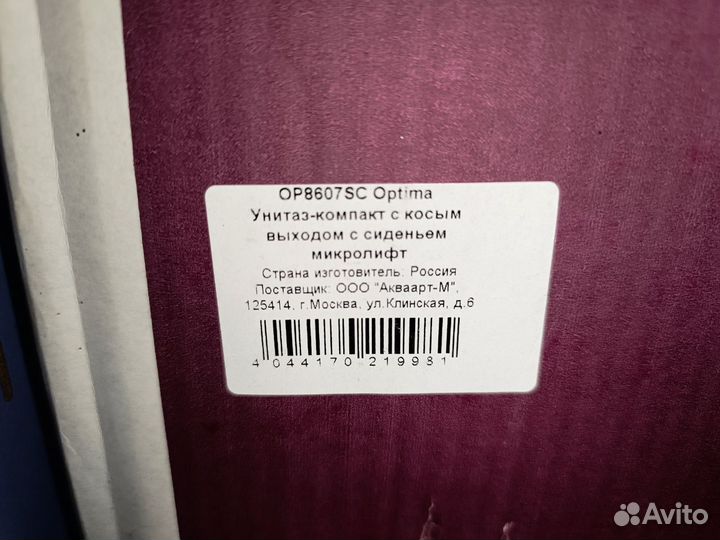 OP8607SC Optima
Унитаз-компакт с косым
выходом с сиденьем
микролифт
Страна изготовитель: Россия
Поставщик: ООО "Акваарт-М",
125414, г.Москва, ул.Клинская, д.6
4 044170 219981
Avito